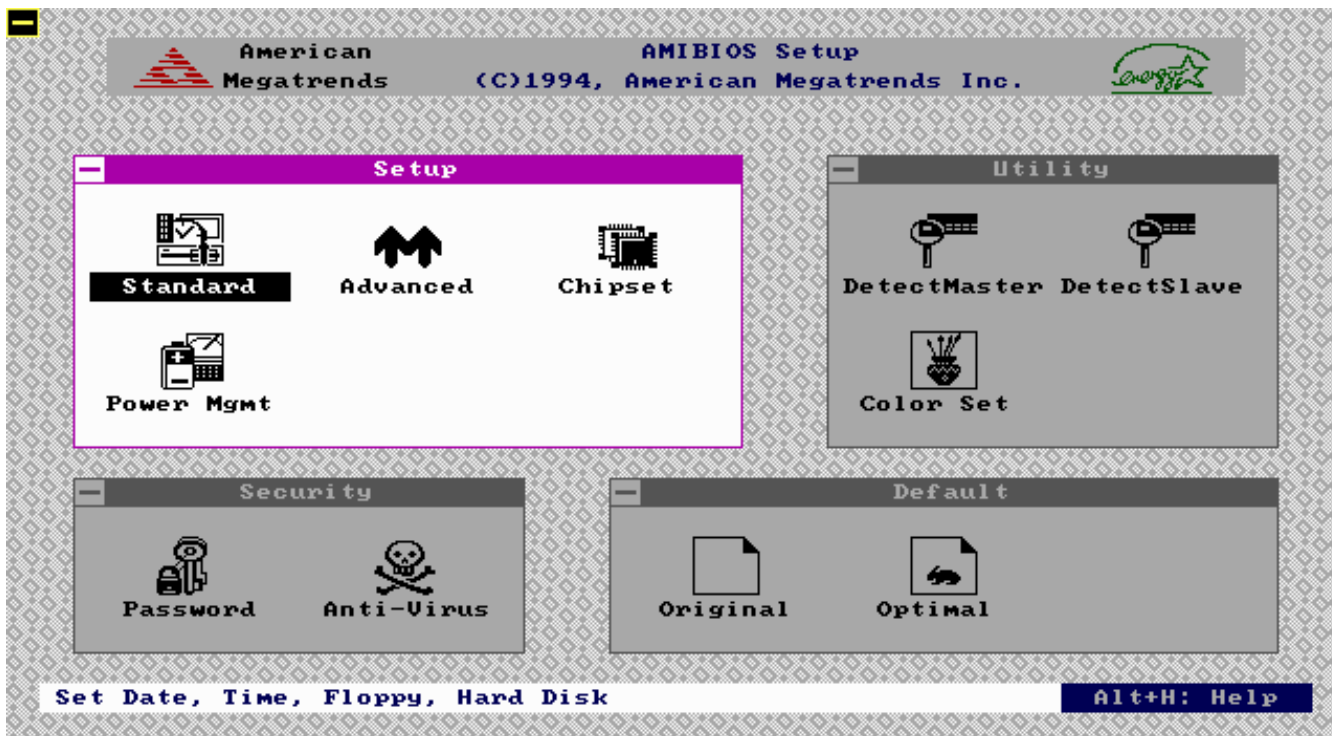 American AMIBIOS Setup
Megatrends (C)1994, American Megatrends Inc.
energy
Setup
Utility
Standard Advanced Chipset
DetectMaster DetectSlave
Power Mgmt
Color Set
Security
Default
Password Anti-Virus
Original Optimal
Set Date, Time, Floppy, Hard Disk
Alt+H: Help